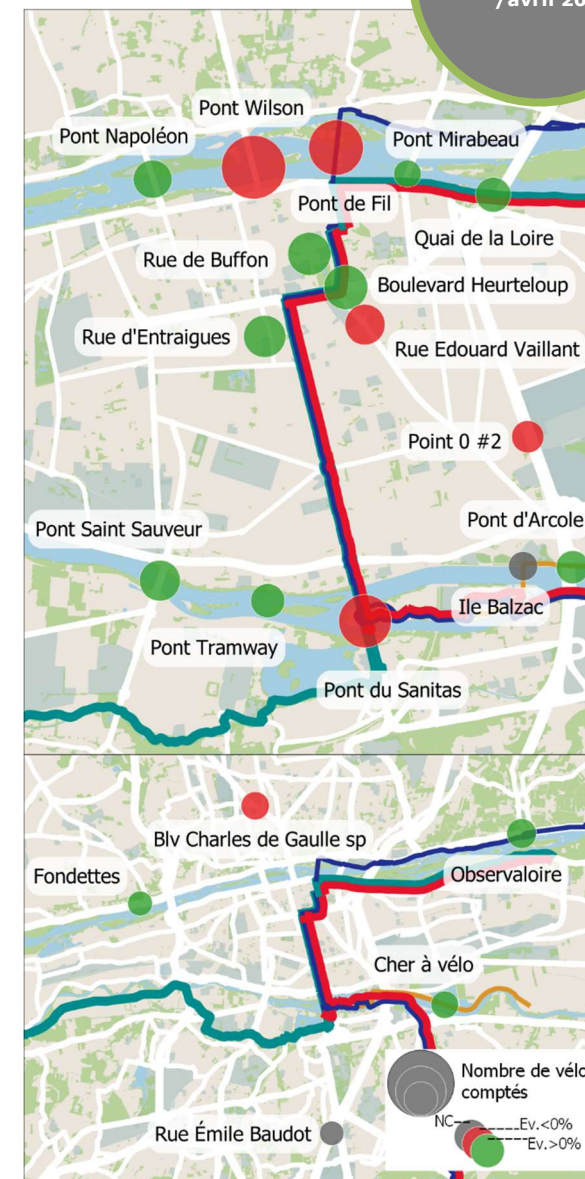 /avril 20
Pont Wilson
Pont Napoléon
Pont Mirabeau
Pont de Fil
Quai de la Loire
Rue de Buffon
Boulevard Heurteloup
Rue d'Entraigues
Rue Edouard Vaillant
Point 0 #2
Pont d'Arcole
Pont Saint Sauveur
Ile Balzac
Pont Tramway
Pont du Sanitas
Blv Charles de Gaulle sp
Fondettes
Observaloire
Cher à vélo
Nombre de vélo
comptés
NC
Ev.<0%
Ev.>0%
Rue Émile Baudot